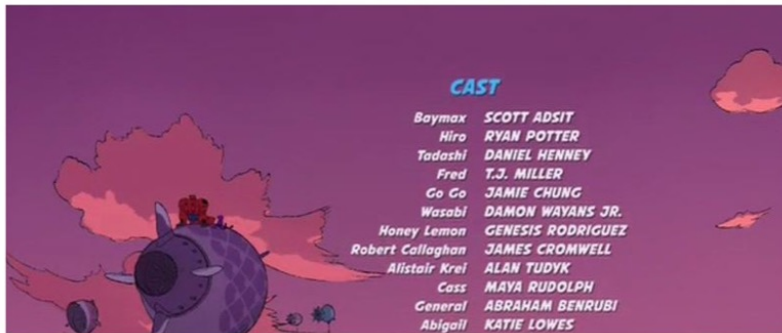 CAST
Baymax SCOTT ADSIT
Hiro RYAN POTTER
Tadashi DANIEL HENNEY
Fred T.J. MILLER
Go Go JAMIE CHUNG
Wasabi DAMON WAYANS JR.
Honey Lemon GENESIS RODRIGUEZ
Robert Callaghan JAMES CROMWELL
Alistair Krei ALAN TUDYK
Cass MAYA RUDOLPH
General ABRAHAM BENRUBI
Abigail KATIE LOWES